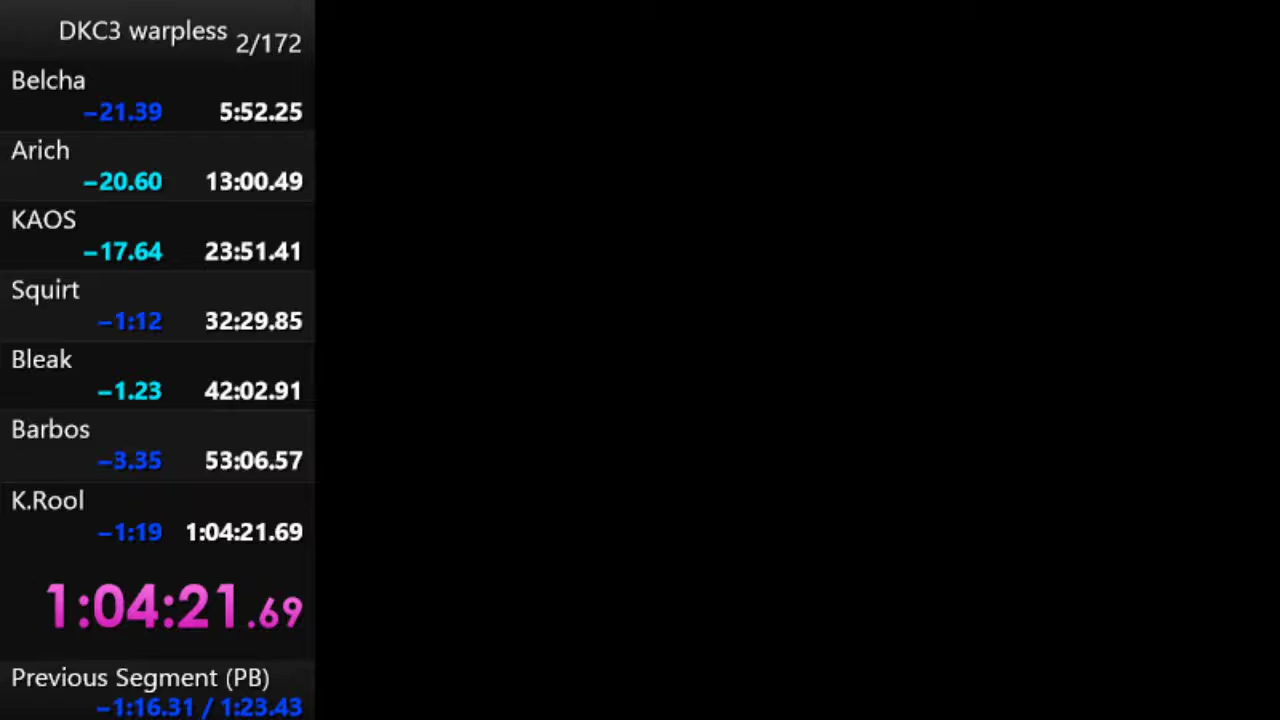 DKC3 warpless 2/172
Belcha
−21.39 5:52.25
Arich
−20.60 13:00.49
KAOS
−17.64 23:51.41
Squirt
−1:12 32:29.85
Bleak
−1.23 42:02.91
Barbos
−3.35 53:06.57
K.Rool
−1:19 1:04:21.69
1:04:21.69
Previous Segment (PB)
−1:16.31 / 1:23.43